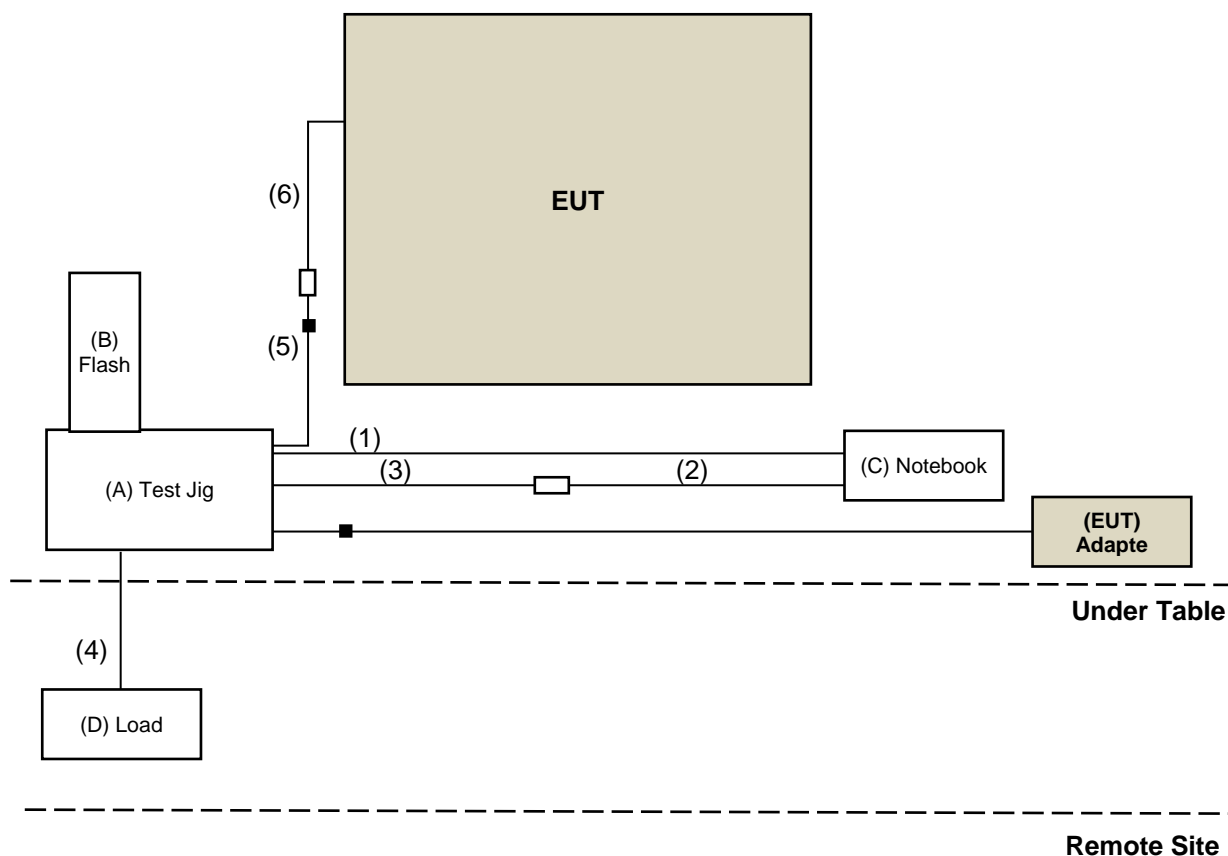 EUT
(6)
(B)
Flash
(5)
(1)
(3)
(2)
(C) Notebook
(A) Test Jig
(EUT)
Adapte
Under Table
(4)
(D) Load
Remote Site